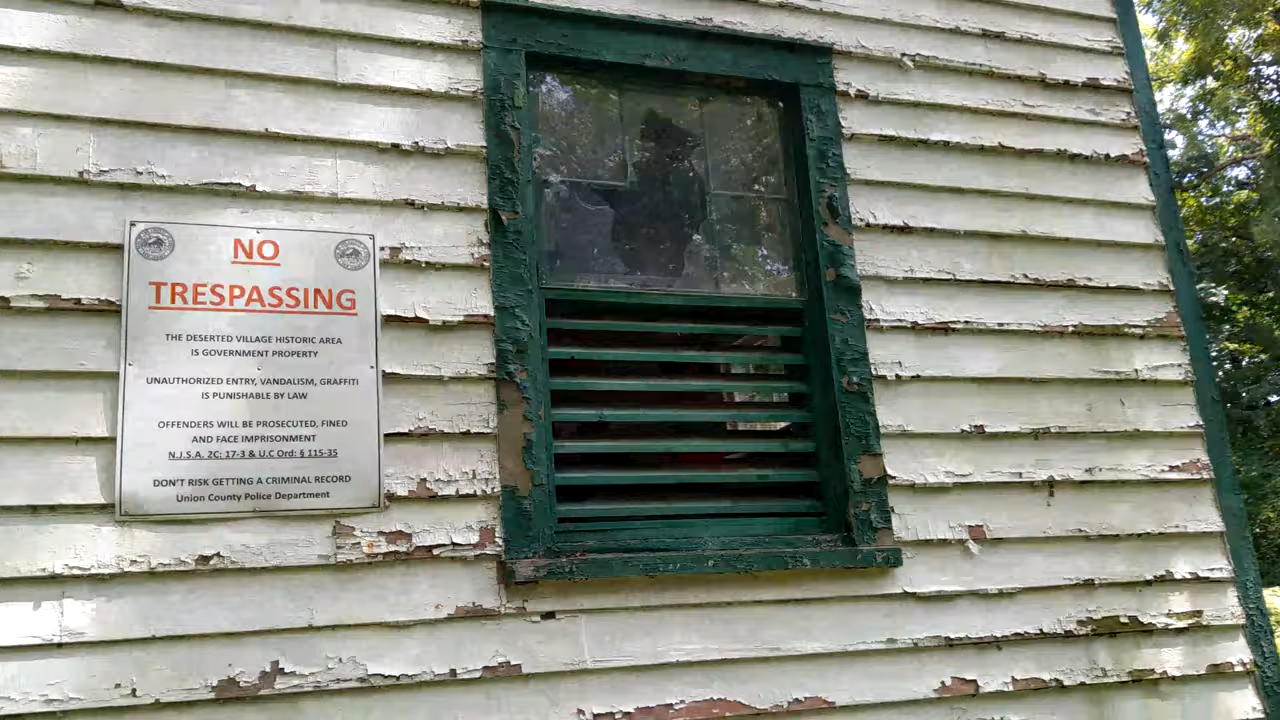 NO
TRESPASSING
THE DESERTED VILLAGE HISTORIC AREA
IS GOVERNMENT PROPERTY
UNAUTHORIZED ENTRY, VANDALISM, GRAFFITI
IS PUNISHABLE BY LAW
OFFENDERS WILL BE PROSECUTED, FINED
AND FACE IMPRISONMENT
N.J.S.A. 2C: 17-3 & U.C Ord: § 115-35
DON'T RISK GETTING A CRIMINAL RECORD
Union County Police Department